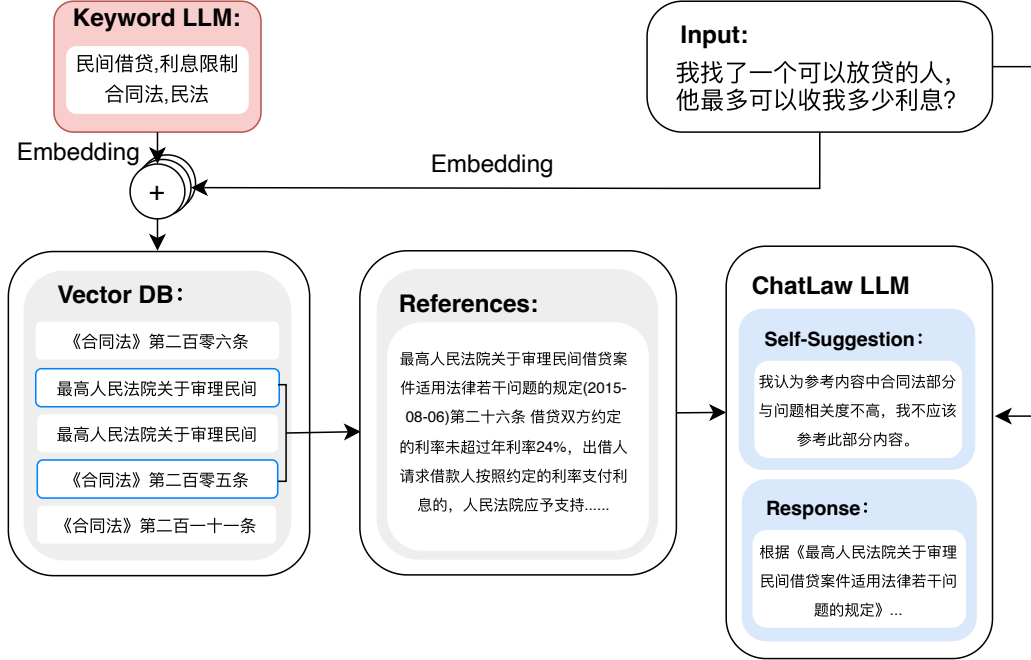 Keyword LLM:
民间借贷,利息限制
合同法,民法
Input:
我找了一个可以放贷的人，
他最多可以收我多少利息？
Embedding
Embedding
+
Vector DB：
《合同法》第二百零六条
最高人民法院关于审理民间
最高人民法院关于审理民间
《合同法》第二百零五条
《合同法》第二百一十一条
References:
最高人民法院关于审理民间借贷案
件适用法律若干问题的规定(2015-
08-06)第二十六条 借贷双方约定
的利率未超过年利率24%，出借人
请求借款人按照约定的利率支付利
息的，人民法院应予支持......
ChatLaw LLM
Self-Suggestion：
我认为参考内容中合同法部分
与问题相关度不高，我不应该
参考此部分内容。
Response：
根据《最高人民法院关于审理
民间借贷案件适用法律若干问
题的规定》...